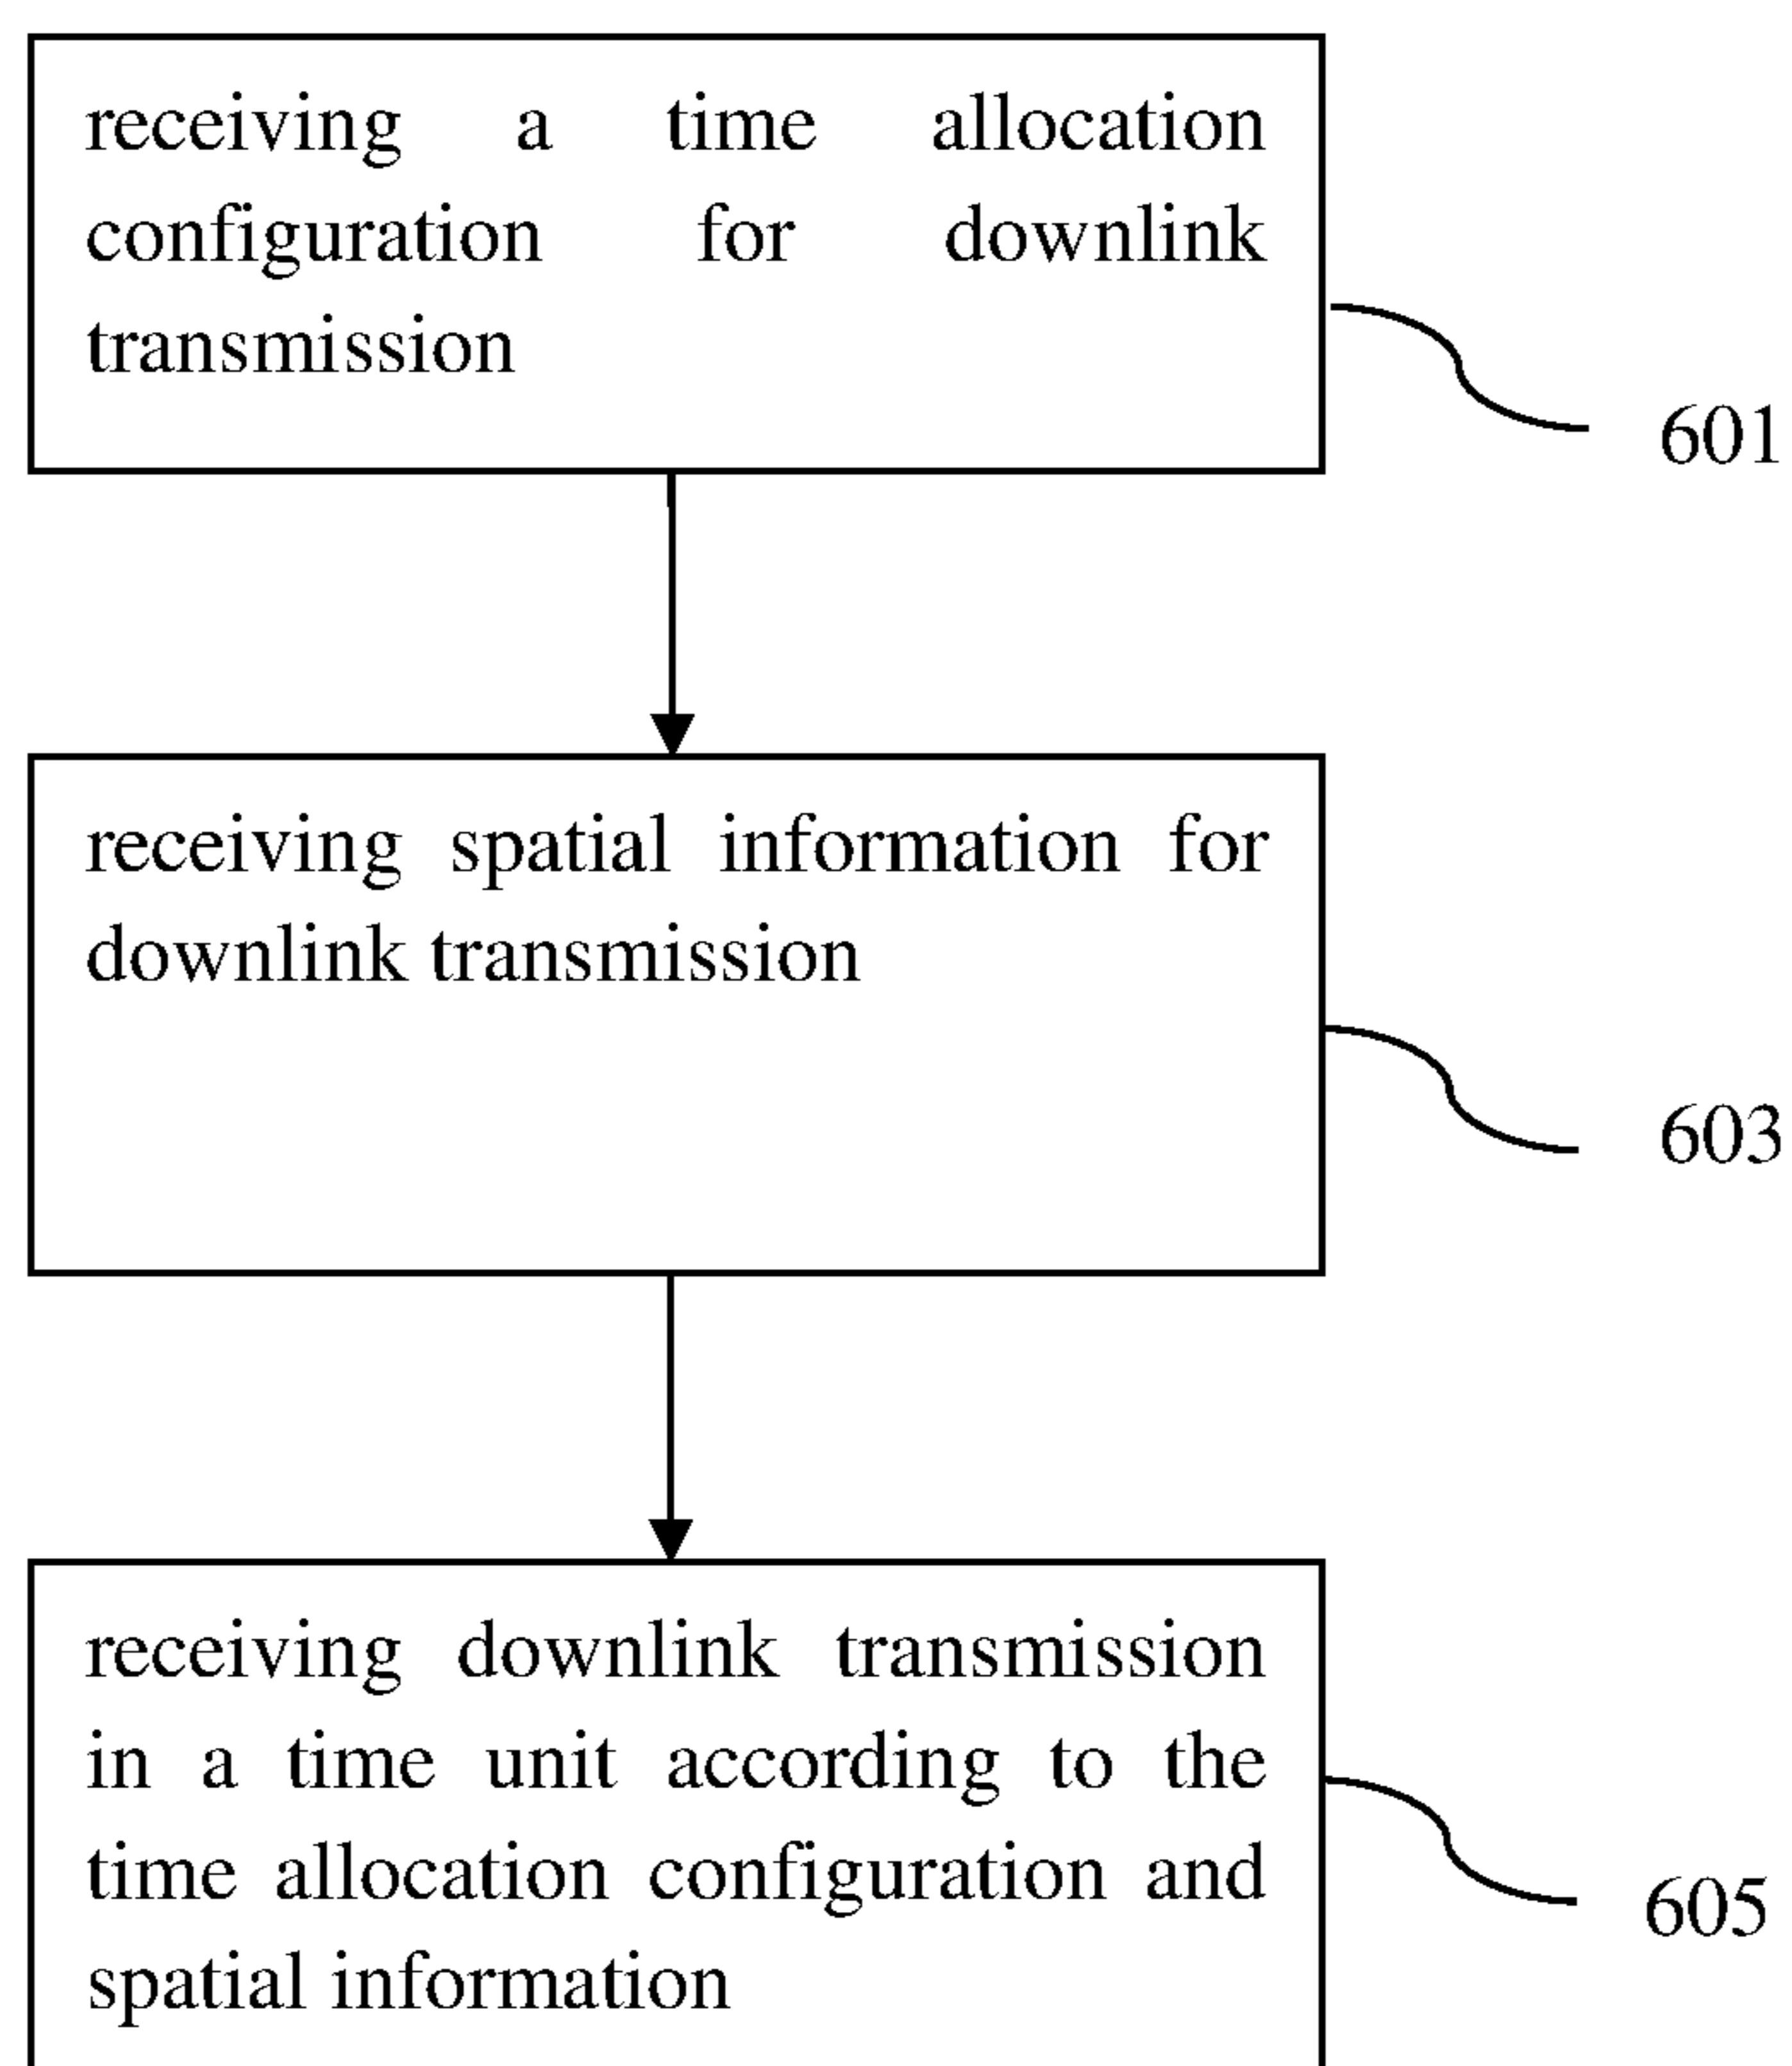 receiving a time allocation
configuration for downlink
transmission
601
receiving spatial information for
downlink transmission
603
receiving downlink transmission
in a time unit according to the
time allocation configuration and
spatial information
605